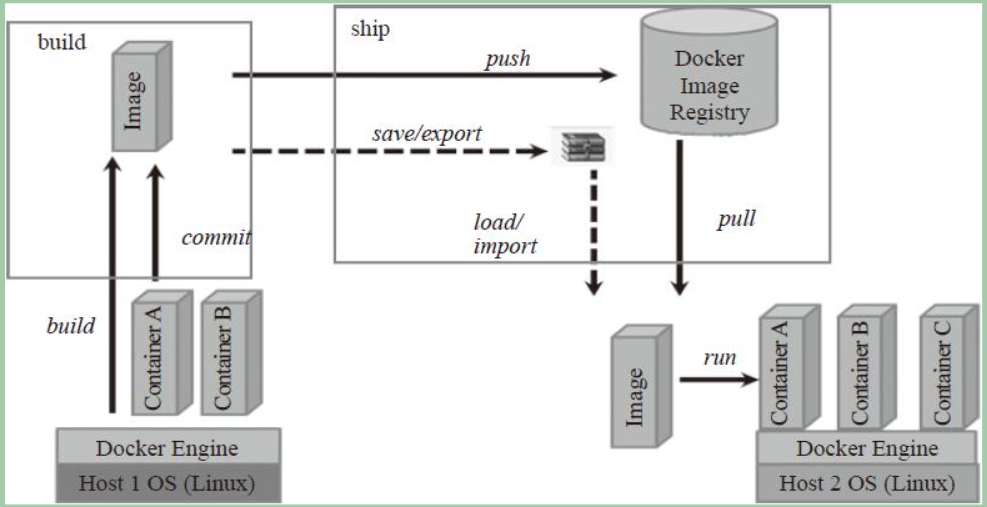 build
Image
commit
build
Container A
Container B
Docker Engine
Host 1 OS (Linux)
ship
push
save/export
load/
import
Docker
Image
Registry
pull
Image
run
Container A
Container B
Container C
Docker Engine
Host 2 OS (Linux)